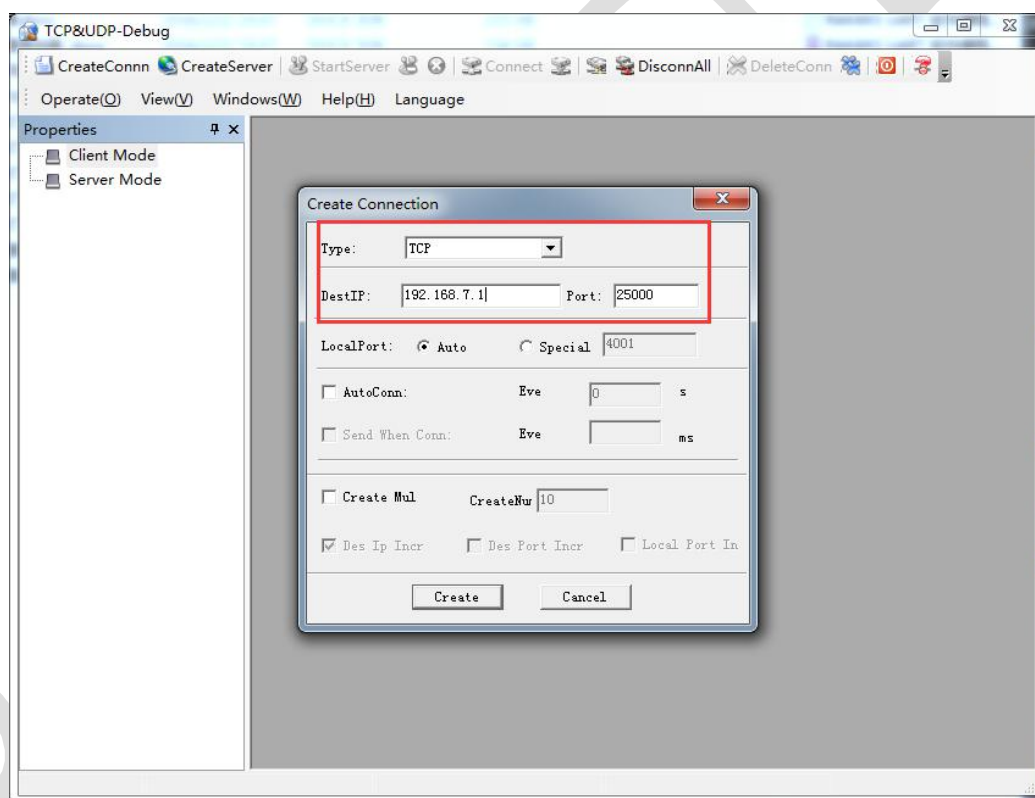 TCP&UDP-Debug
CreateConnn CreateServer StartServer Connect DisconnAll DeleteConn
Operate(O) View(V) Windows(W) Help(H) Language
Properties
Client Mode
Server Mode
Create Connection
Type: TCP
DestIP: 192.168.7.1 Port: 25000
LocalPort: Auto Special 4001
AutoConn: Eve 0 s
Send When Conn: Eve ms
Create Mul CreateNur 10
Des Ip Incr Des Port Incr Local Port In
Create Cancel